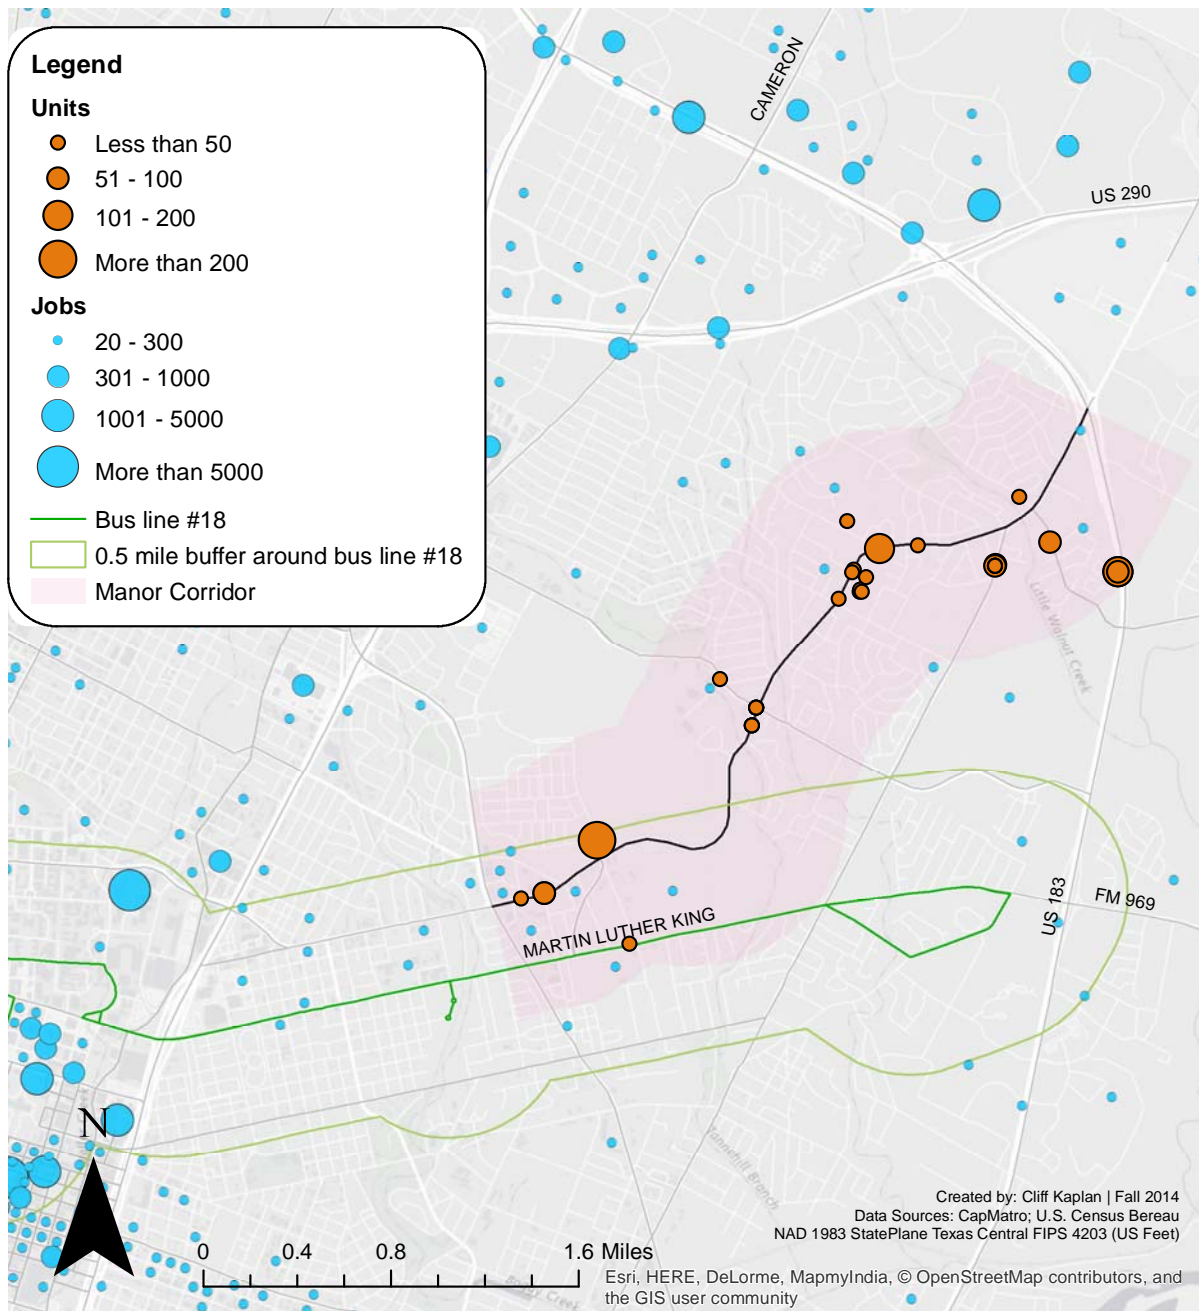 Legend
Units
Less than 50
51 - 100
101 - 200
More than 200
Jobs
20 - 300
301 - 1000
1001 - 5000
More than 5000
Bus line #18
0.5 mile buffer around bus line #18
Manor Corridor
CAMERON
US 290
Little Walnut Creek
US 183
FM 969
MARTIN LUTHER KING
Tannehill Branch
N
0 0.4 0.8 1.6 Miles
Created by: Cliff Kaplan | Fall 2014
Data Sources: CapMatro; U.S. Census Bereau
NAD 1983 StatePlane Texas Central FIPS 4203 (US Feet)
Creek
Esri, HERE, DeLorme, MapmyIndia, © OpenStreetMap contributors, and
the GIS user community